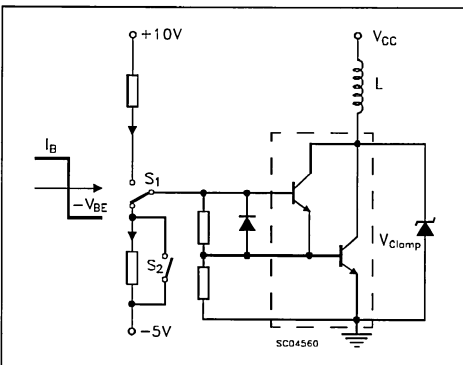 +10V
V_CC
L
I_B
S_1
-V_BE
V_Clamp
S_2
SC04560
-5V